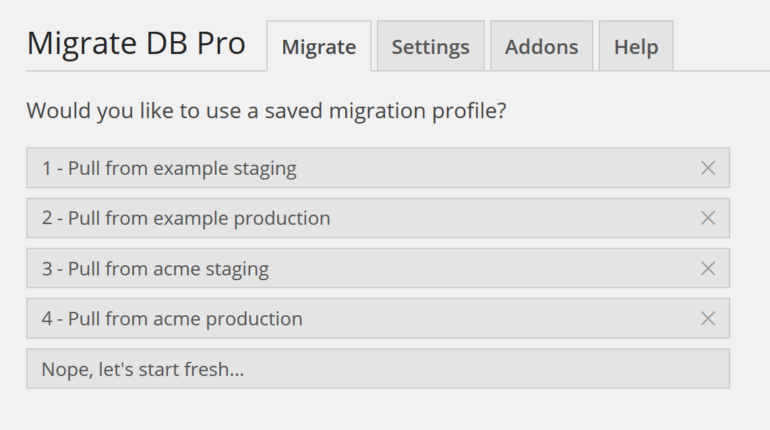 Migrate DB Pro Migrate Settings Addons Help
Would you like to use a saved migration profile?
1 - Pull from example staging
2 - Pull from example production
3 - Pull from acme staging
4 - Pull from acme production
Nope, let's start fresh...